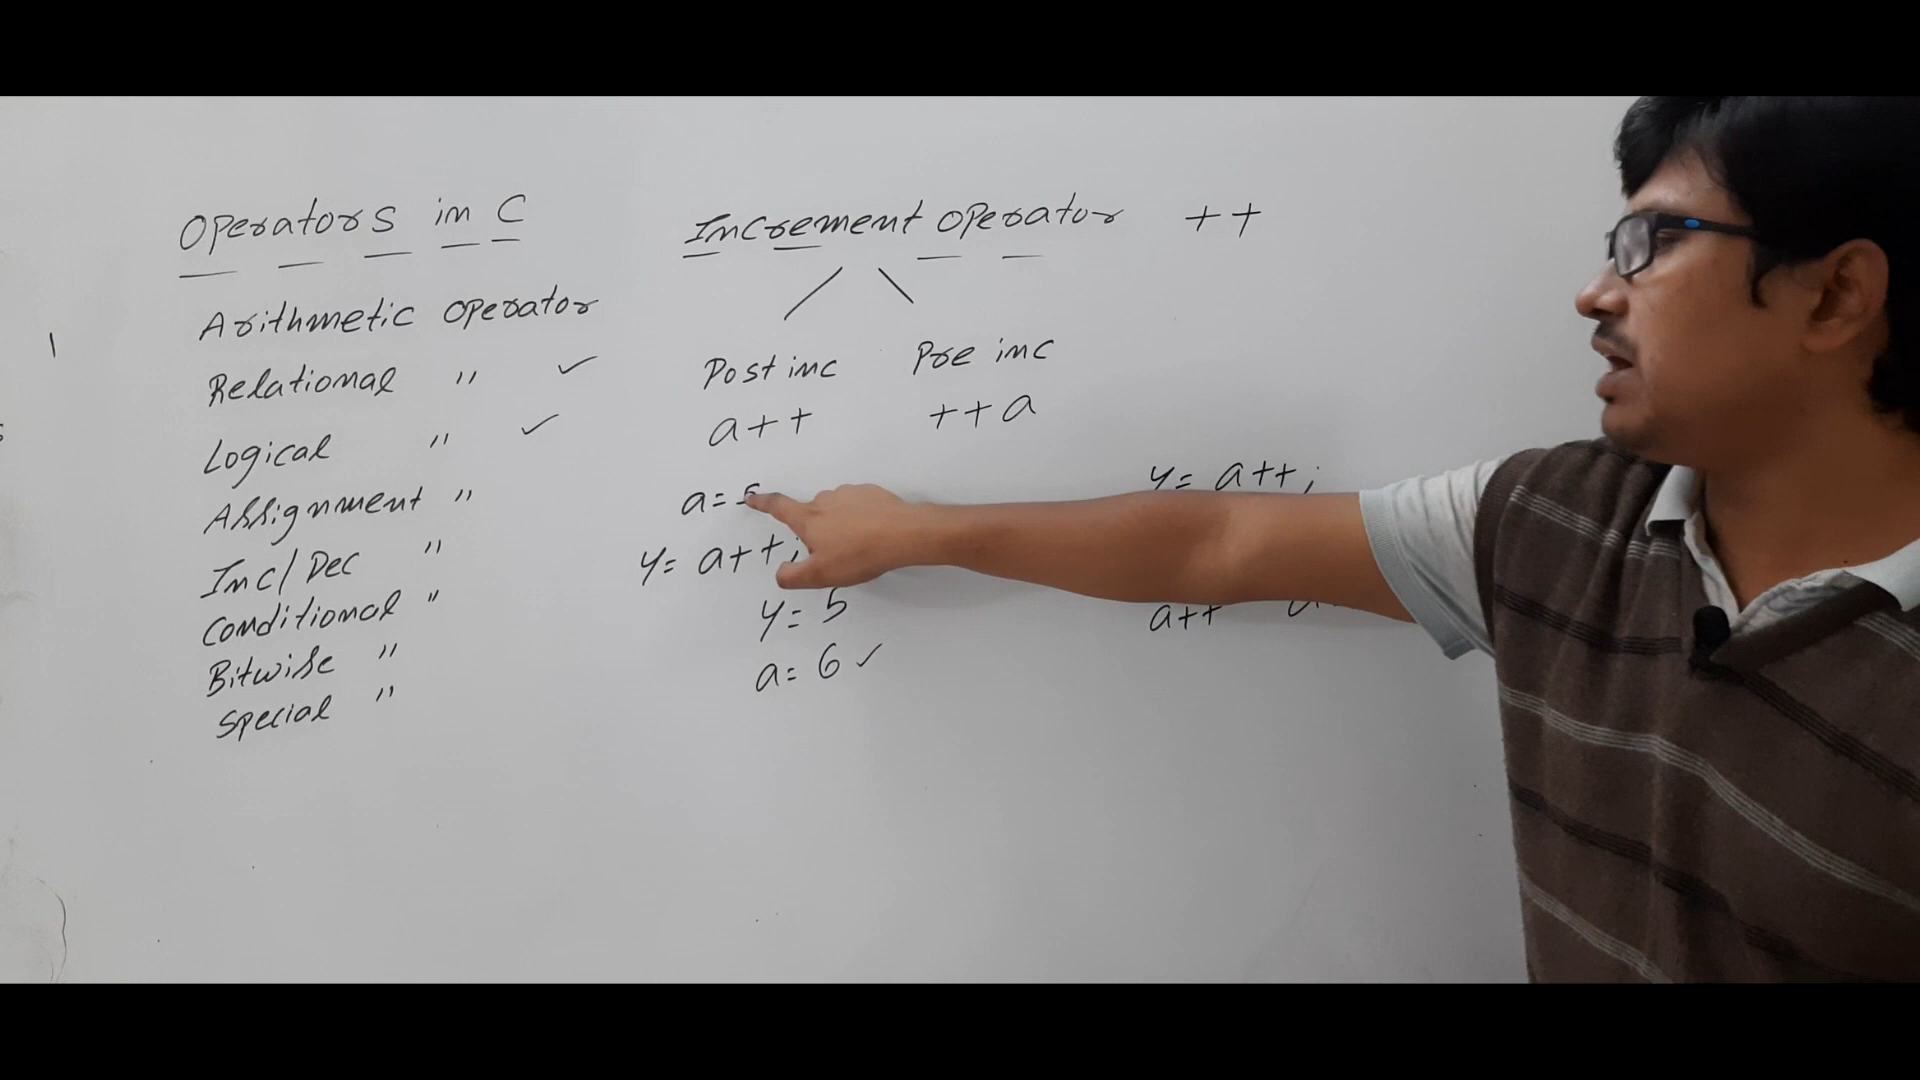 Operators in C
Arithmetic Operator
Relational " ✓
Logical " ✓
Assignment "
Inc/Dec "
Conditional "
Bitwise "
Special "
Increment Operator ++
Post inc Pre inc
a++ ++a
a=5
y= a++;
y= 5
a= 6 ✓
y= a++;
a++